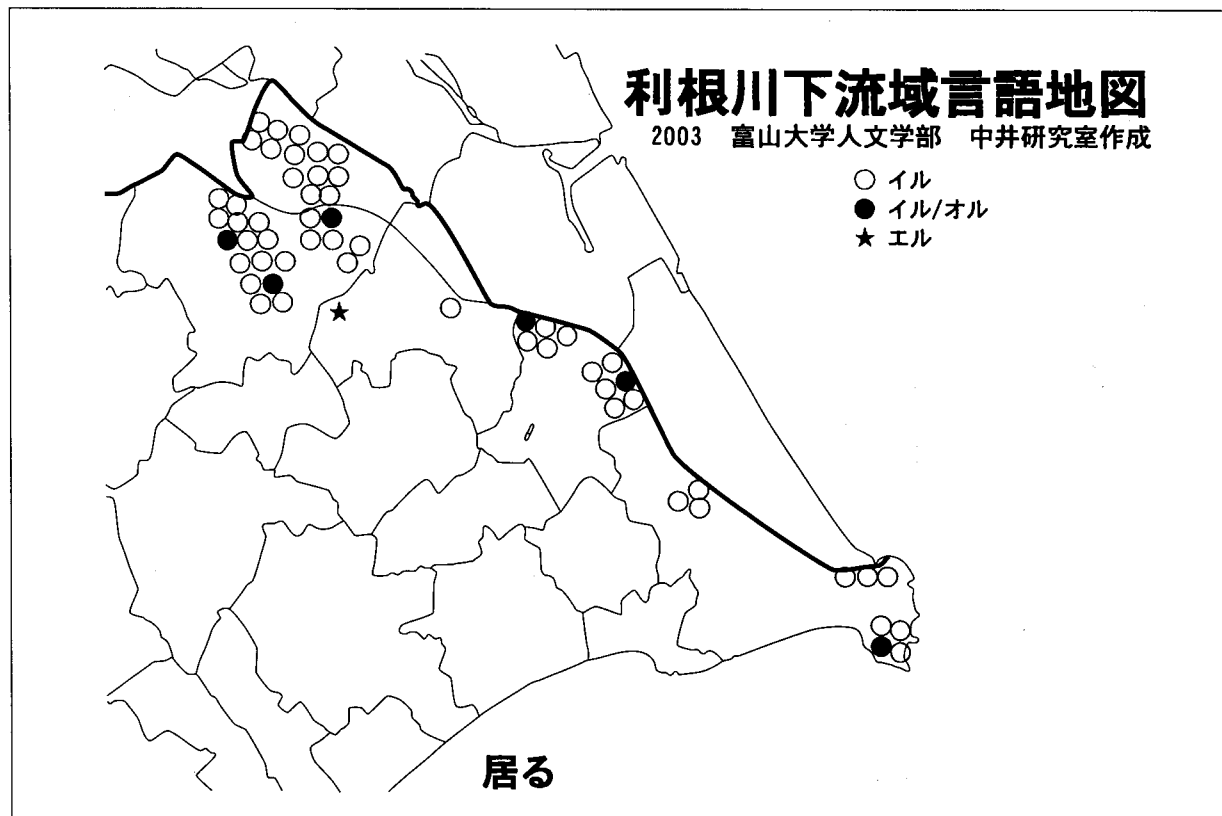 利根川下流域言語地図
2003 富山大学人文学部 中井研究室作成
○ イル
● イル/オル
★ エル
居る